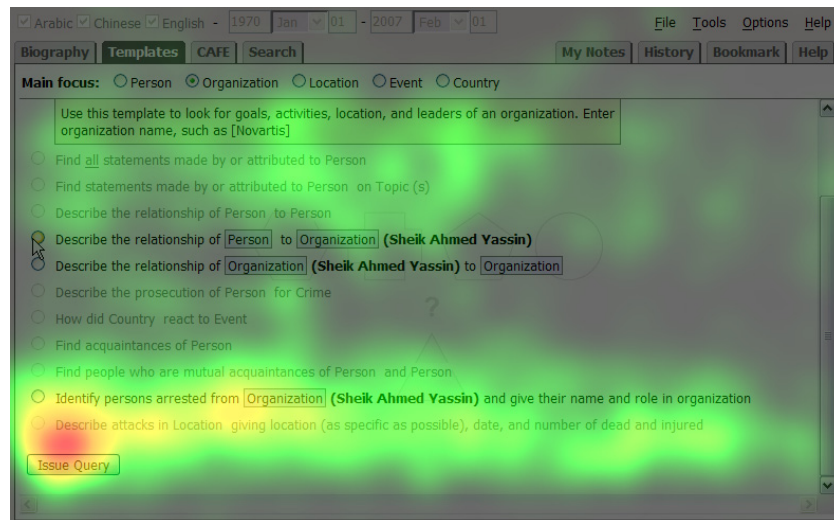 Arabic Chinese English - 1970 Jan 01 - 2007 Feb 01 File Tools Options Help
Biography Templates CAFE Search My Notes History Bookmark Help
Main focus: Person Organization Location Event Country
Use this template to look for goals, activities, location, and leaders of an organization. Enter
organization name, such as [Novartis]
Find all statements made by or attributed to Person
Find statements made by or attributed to Person on Topic (s)
Describe the relationship of Person to Person
Describe the relationship of Person to Organization (Sheik Ahmed Yassin)
Describe the relationship of Organization (Sheik Ahmed Yassin) to Organization
Describe the prosecution of Person for Crime
How did Country react to Event
?
Find acquaintances of Person
Find people who are mutual acquaintances of Person and Person
Identify persons arrested from Organization (Sheik Ahmed Yassin) and give their name and role in organization
Describe attacks in Location giving location (as specific as possible), date, and number of dead and injured
Issue Query